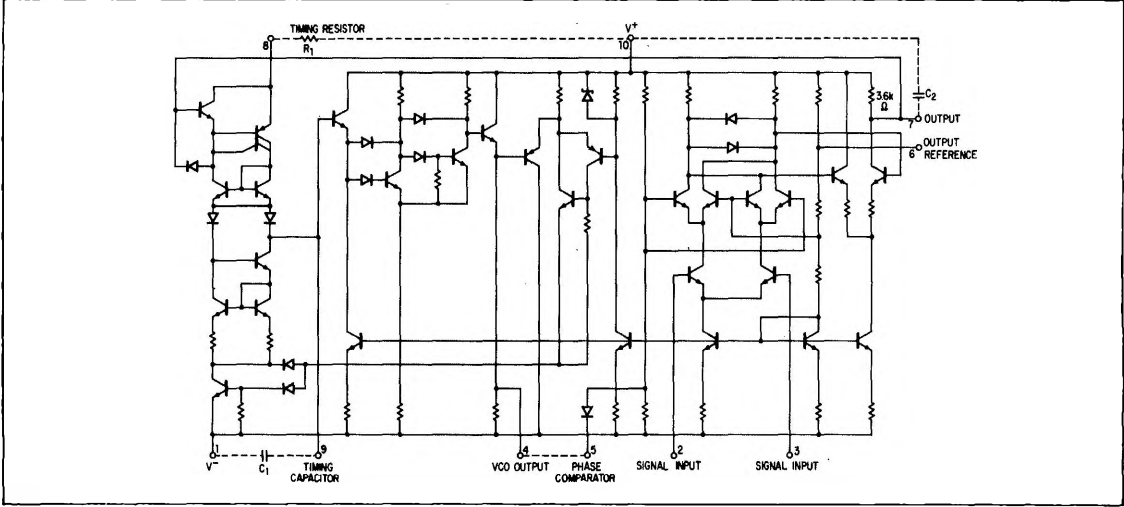 TIMING RESISTOR
R1
8
V+
10
3.6k
Ω
C2
7 OUTPUT
6 OUTPUT
REFERENCE
1
V-
C1
9
TIMING
CAPACITOR
4
VCO OUTPUT
5
PHASE
COMPARATOR
2
SIGNAL INPUT
3
SIGNAL INPUT